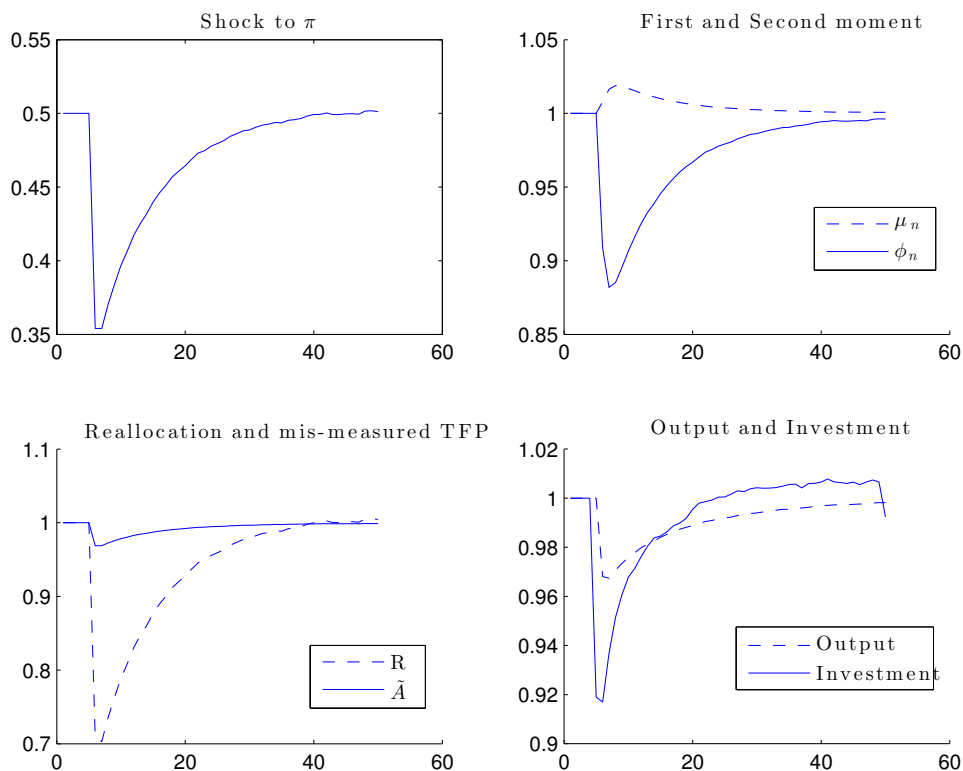 Shock to π
0.55
0.5
0.45
0.4
0.35
0 20 40 60
First and Second moment
1.05
1
0.95
0.9
0.85
0 20 40 60
μn
ϕn
Reallocation and mis-measured TFP
1.1
1
0.9
0.8
0.7
0 20 40 60
R
Ã
Output and Investment
1.02
1
0.98
0.96
0.94
0.92
0.9
0 20 40 60
Output
Investment